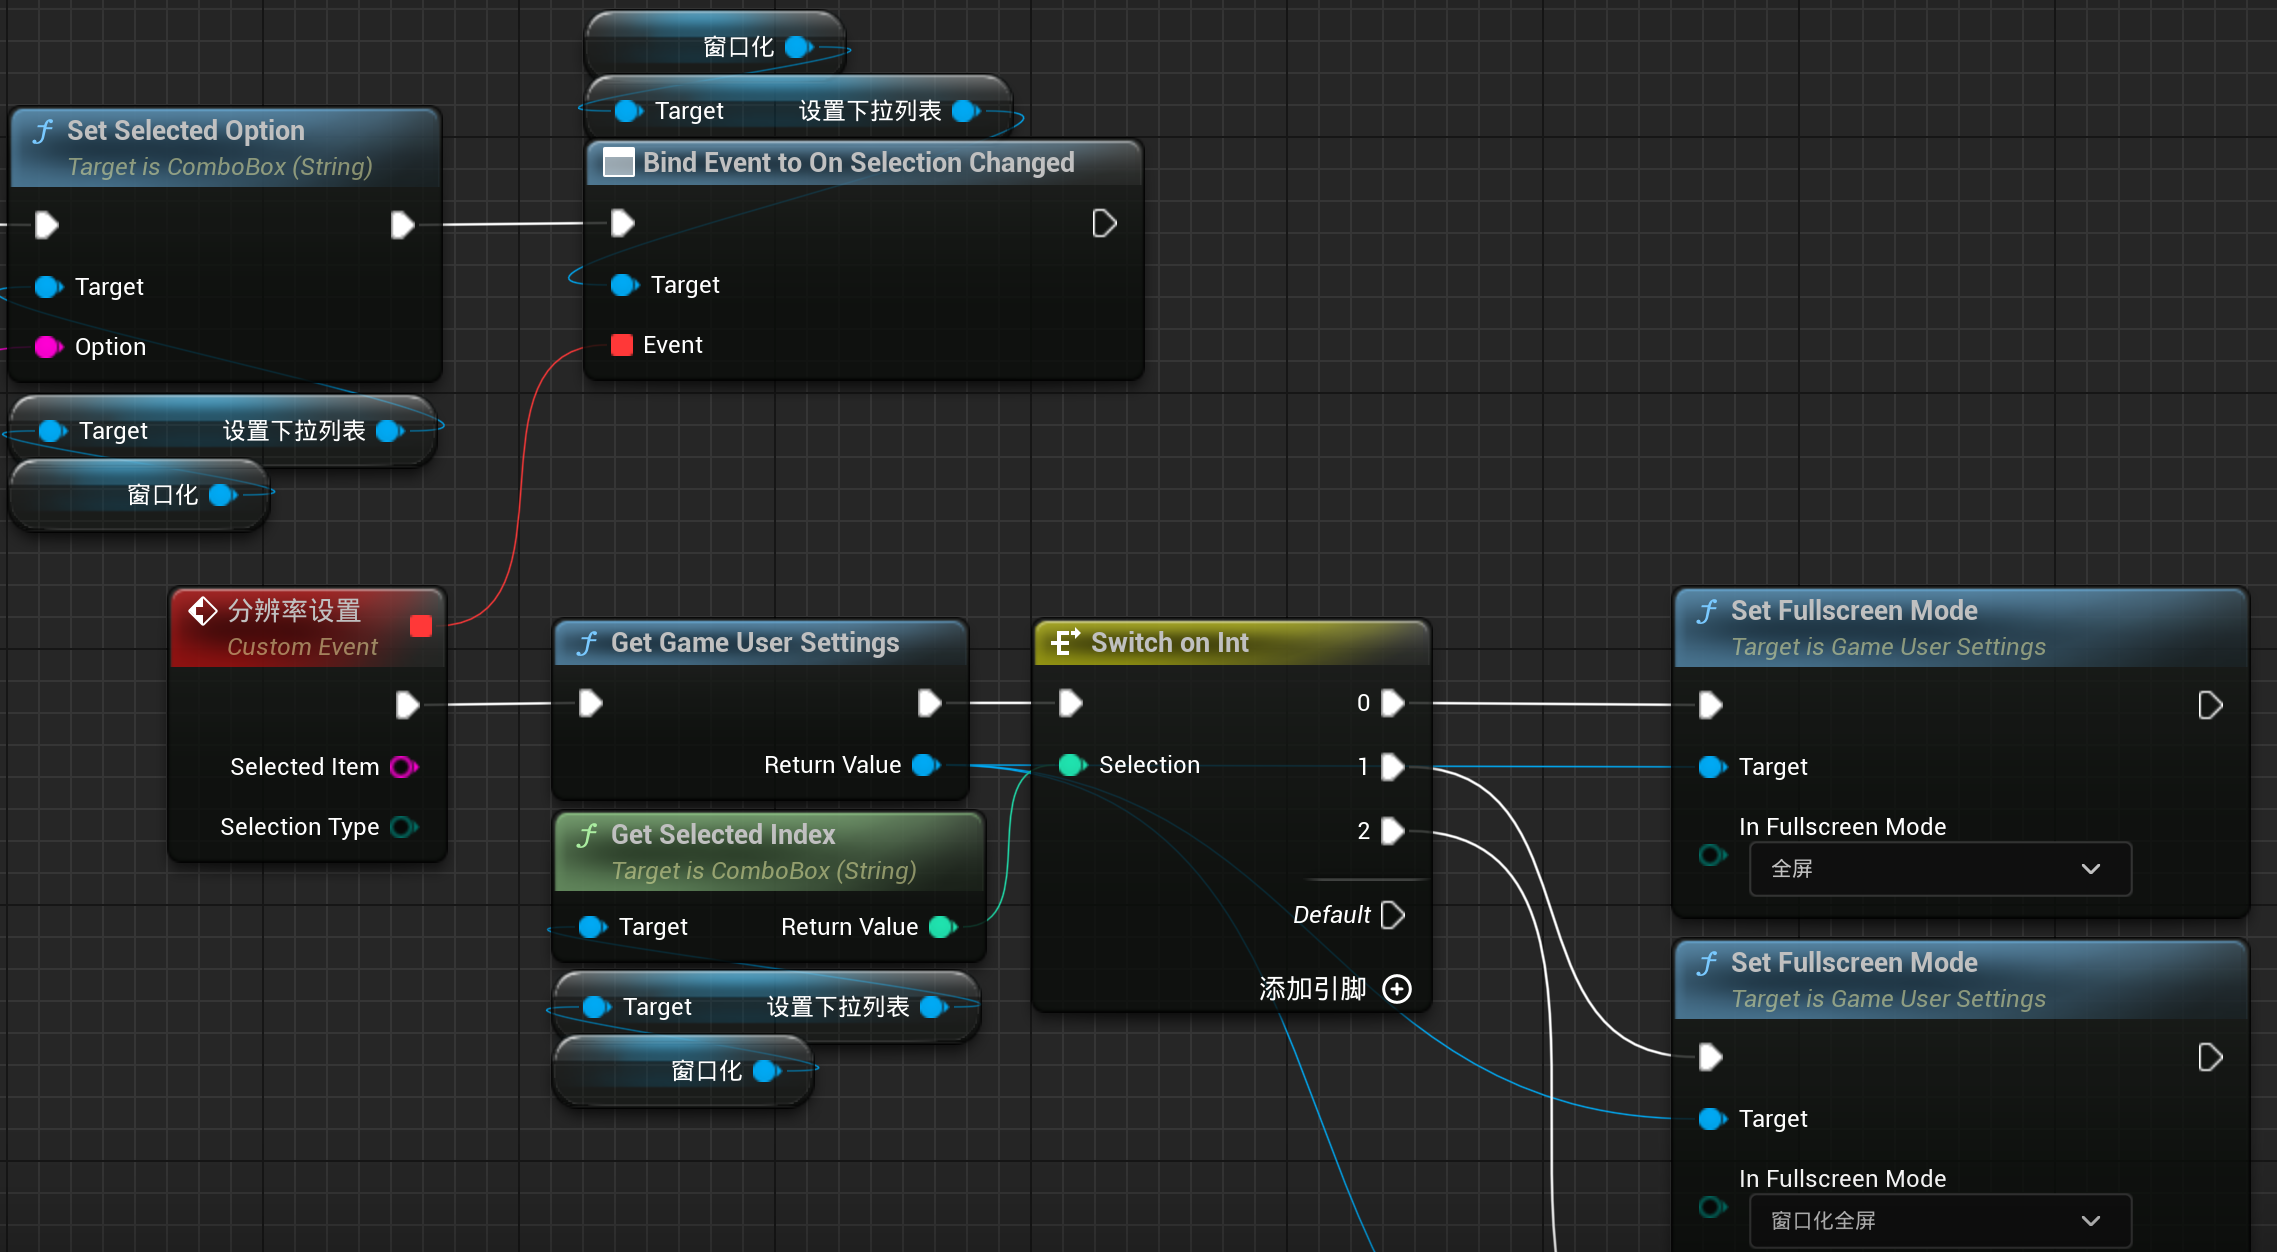 窗口化
Target 设置下拉列表
Set Selected Option
Target is ComboBox (String)
Target
Option
Bind Event to On Selection Changed
Target
Event
Target 设置下拉列表
窗口化
分辨率设置
Custom Event
Selected Item
Selection Type
Get Game User Settings
Return Value
Get Selected Index
Target is ComboBox (String)
Target Return Value
Target 设置下拉列表
窗口化
Switch on Int
0
Selection 1
2
Default
添加引脚
Set Fullscreen Mode
Target is Game User Settings
Target
In Fullscreen Mode
全屏
Set Fullscreen Mode
Target is Game User Settings
Target
In Fullscreen Mode
窗口化全屏